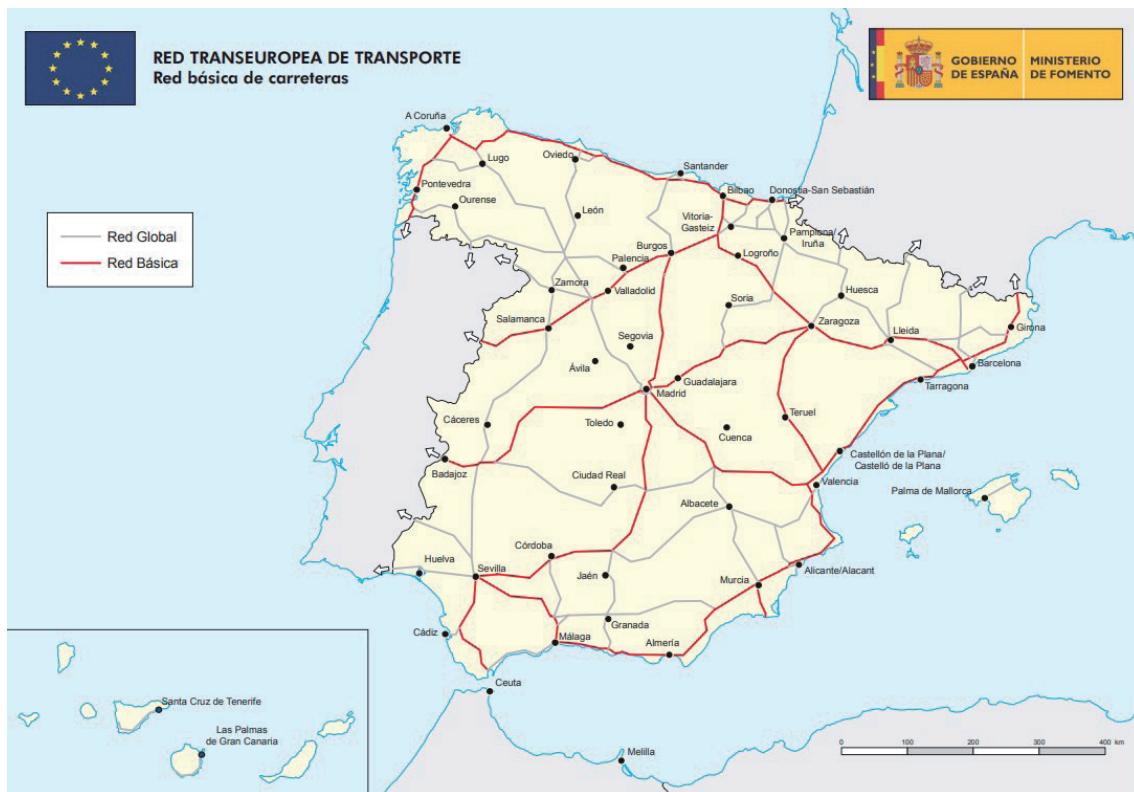 RED TRANSEUROPEA DE TRANSPORTE
Red básica de carreteras
GOBIERNO
DE ESPAÑA
MINISTERIO
DE FOMENTO
Red Global
Red Básica
A Coruña
Lugo
Oviedo
Santander
Bilbao
Donostia-San Sebastián
Pontevedra
Ourense
León
Vitoria-
Gasteiz
Pamplona/
Iruña
Burgos
Logroño
Palencia
Zamora
Valladolid
Soria
Huesca
Salamanca
Segovia
Zaragoza
Lleida
Girona
Ávila
Guadalajara
Barcelona
Madrid
Tarragona
Cáceres
Toledo
Cuenca
Teruel
Badajoz
Castellón de la Plana/
Castelló de la Plana
Ciudad Real
Valencia
Palma de Mallorca
Albacete
Huelva
Sevilla
Córdoba
Jaén
Murcia
Alicante/Alacant
Cádiz
Málaga
Granada
Almería
Ceuta
Melilla
Santa Cruz de Tenerife
Las Palmas
de Gran Canaria
0 100 200 300 400 km